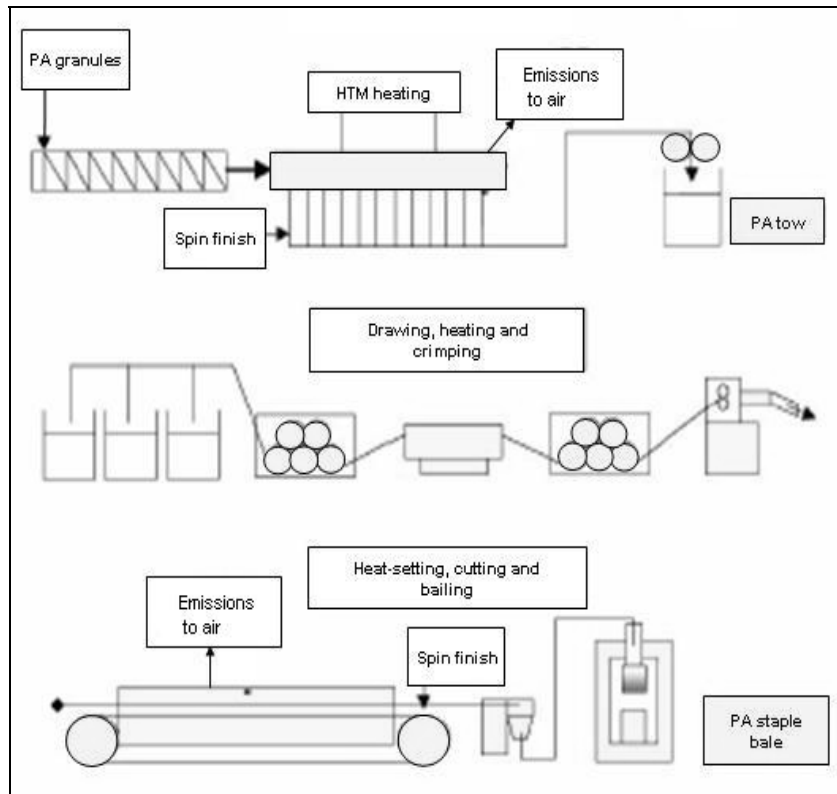 PA granules
HTM heating
Emissions
to air
Spin finish
PA tow
Drawing, heating and
crimping
Heat-setting, cutting and
bailing
Emissions
to air
Spin finish
PA staple
bale